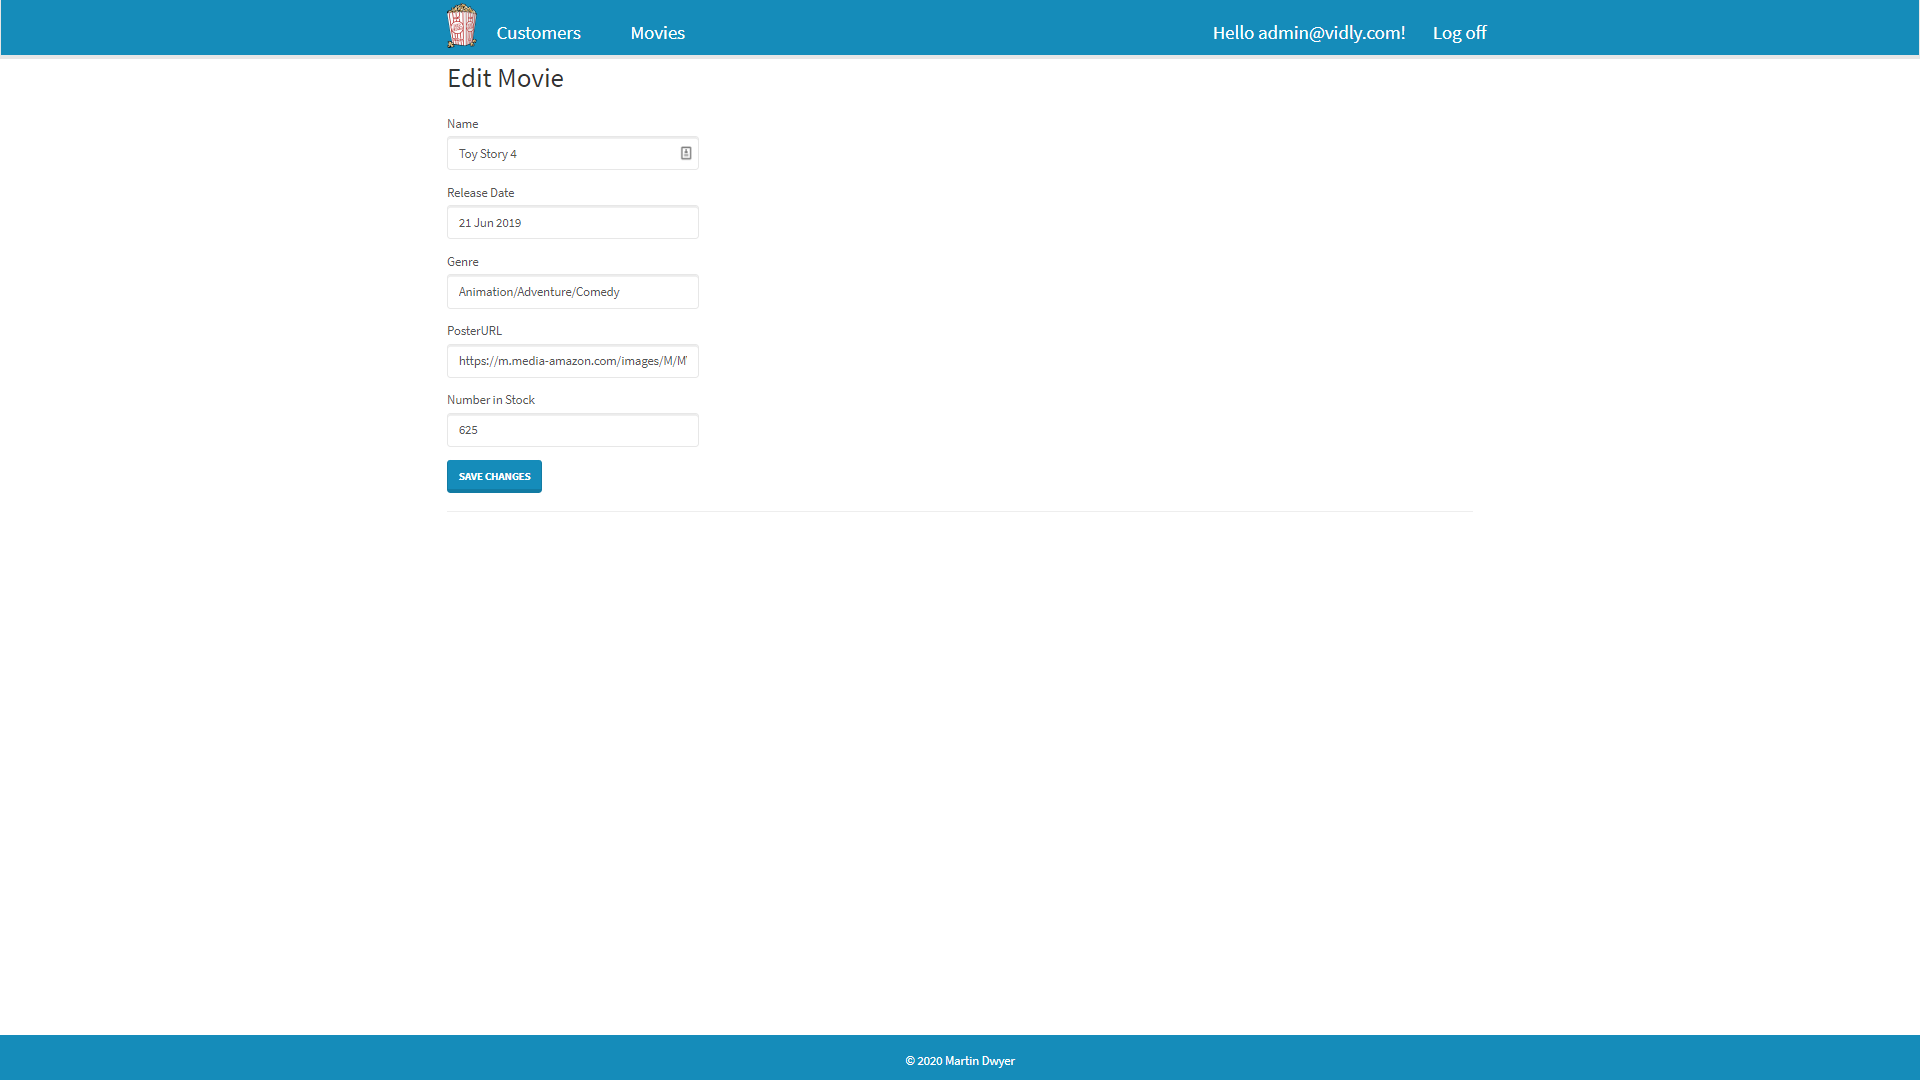 Customers Movies Hello admin@vidly.com! Log off
Edit Movie
Name
Toy Story 4
Release Date
21 Jun 2019
Genre
Animation/Adventure/Comedy
PosterURL
https://m.media-amazon.com/images/M/M
Number in Stock
625
SAVE CHANGES
© 2020 Martin Dwyer